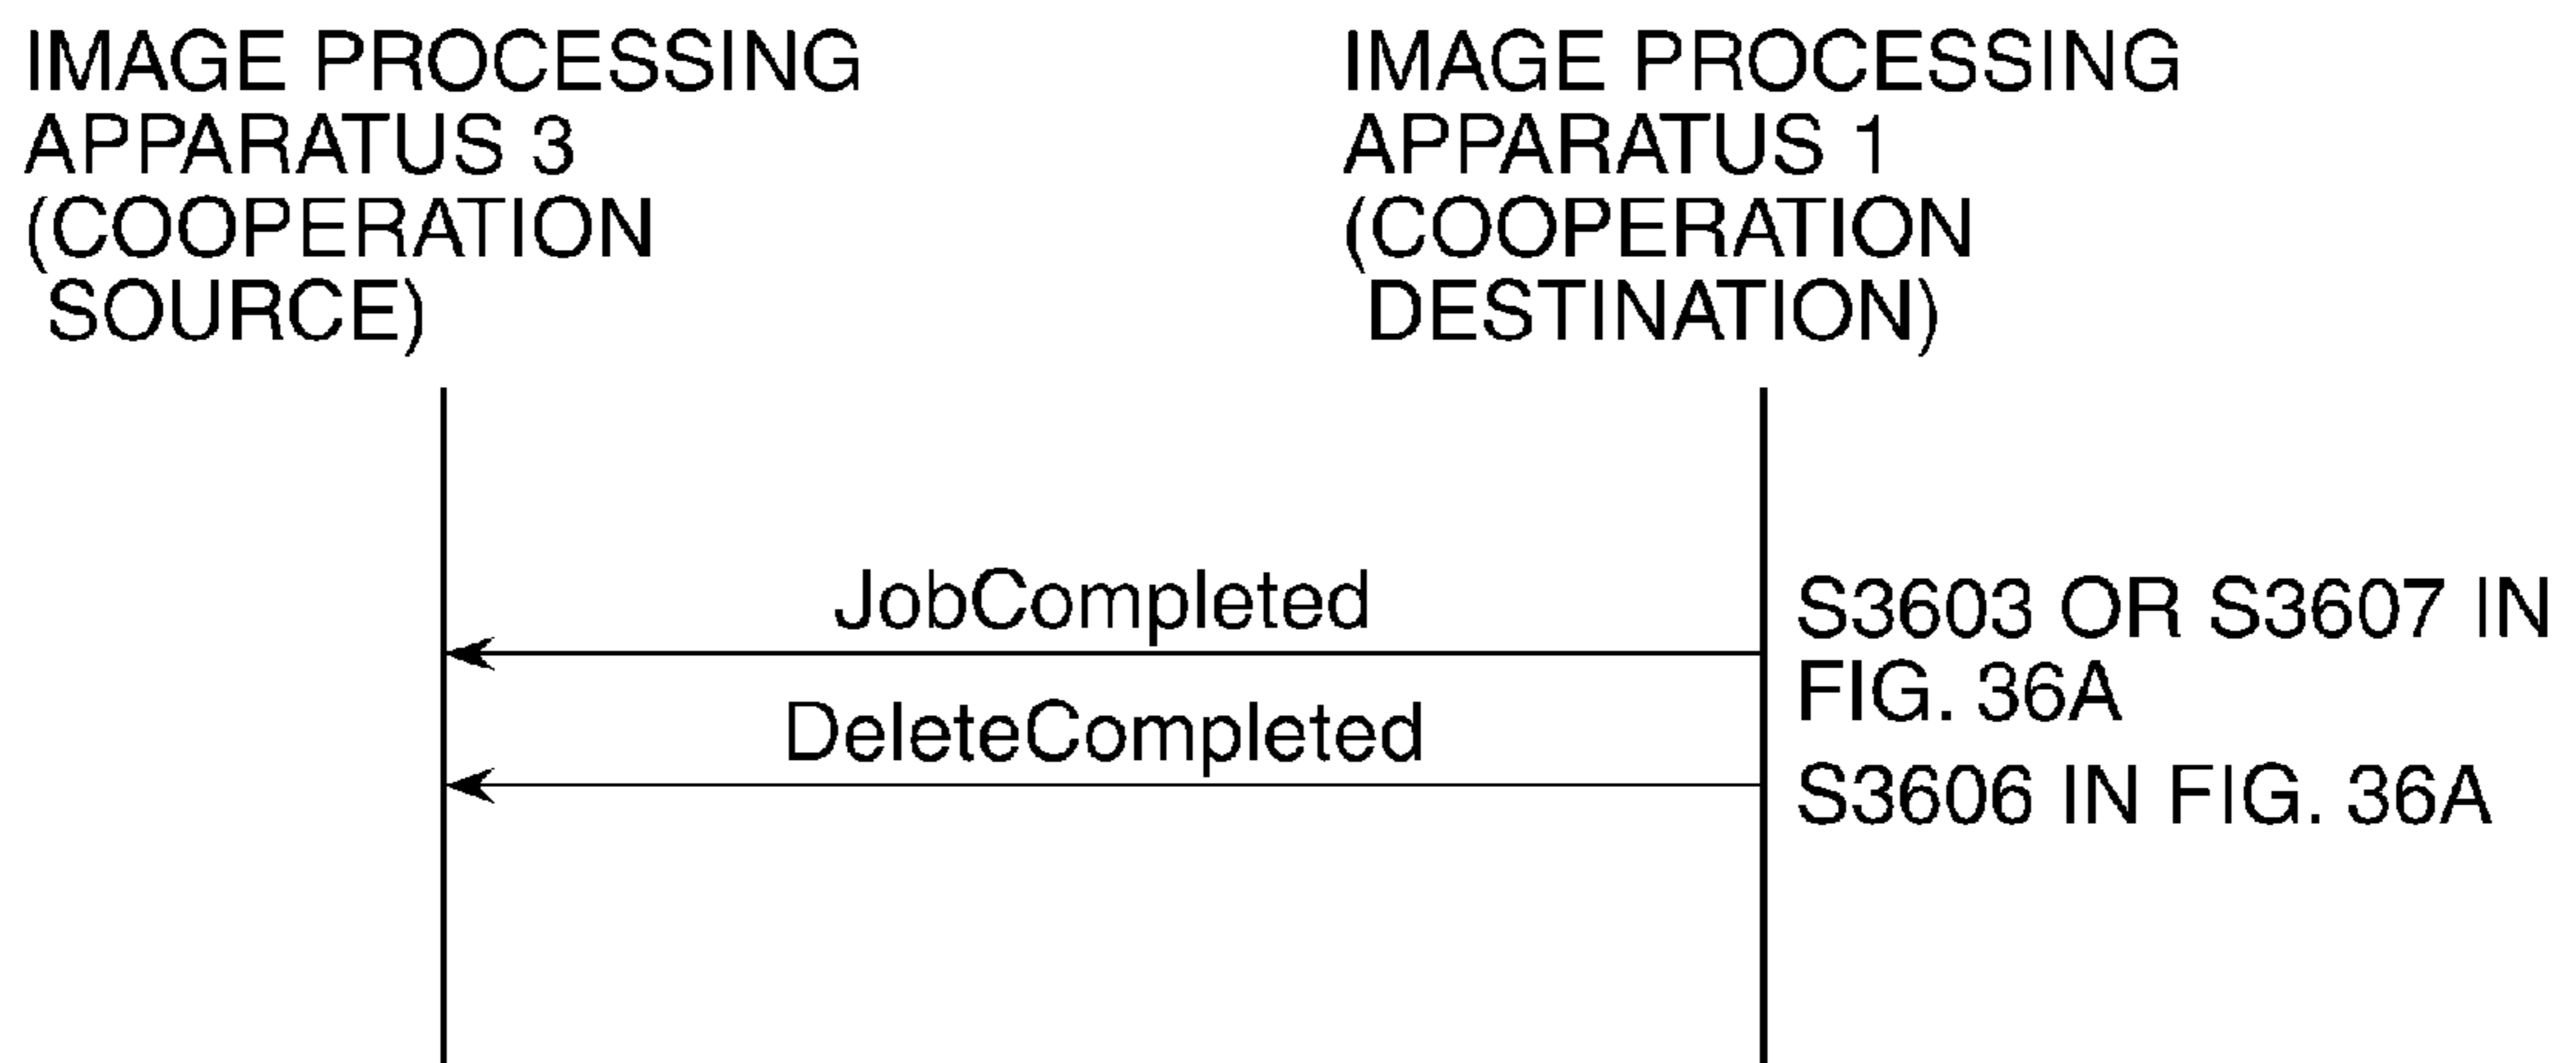 IMAGE PROCESSING
APPARATUS 3
(COOPERATION
SOURCE)
IMAGE PROCESSING
APPARATUS 1
(COOPERATION
DESTINATION)
JobCompleted
S3603 OR S3607 IN
FIG. 36A
DeleteCompleted
S3606 IN FIG. 36A